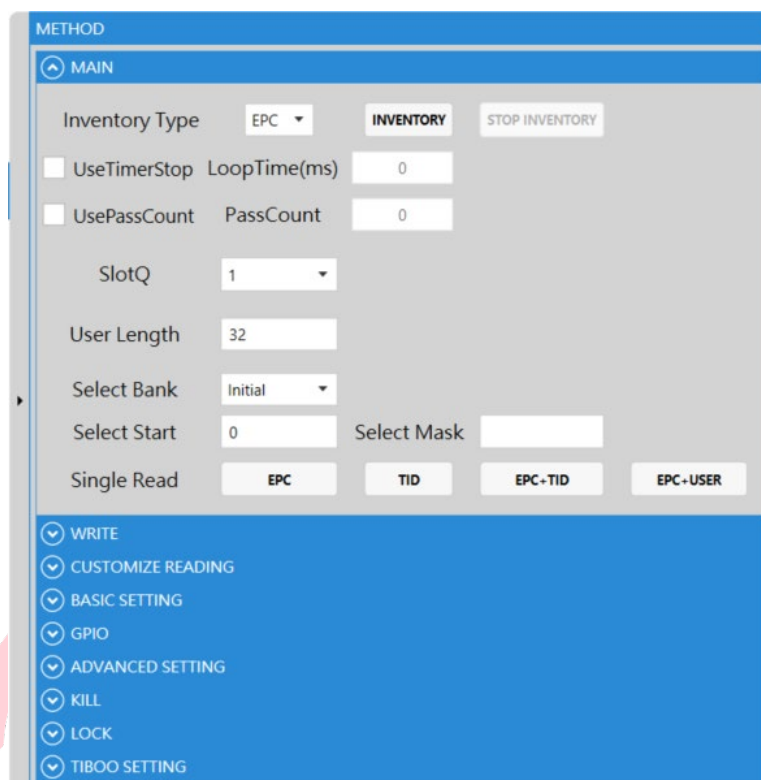 METHOD
MAIN
Inventory Type EPC INVENTORY STOP INVENTORY
UseTimerStop LoopTime(ms) 0
UsePassCount PassCount 0
SlotQ 1
User Length 32
Select Bank Initial
Select Start 0 Select Mask
Single Read EPC TID EPC+TID EPC+USER
WRITE
CUSTOMIZE READING
BASIC SETTING
GPIO
ADVANCED SETTING
KILL
LOCK
TIBOO SETTING